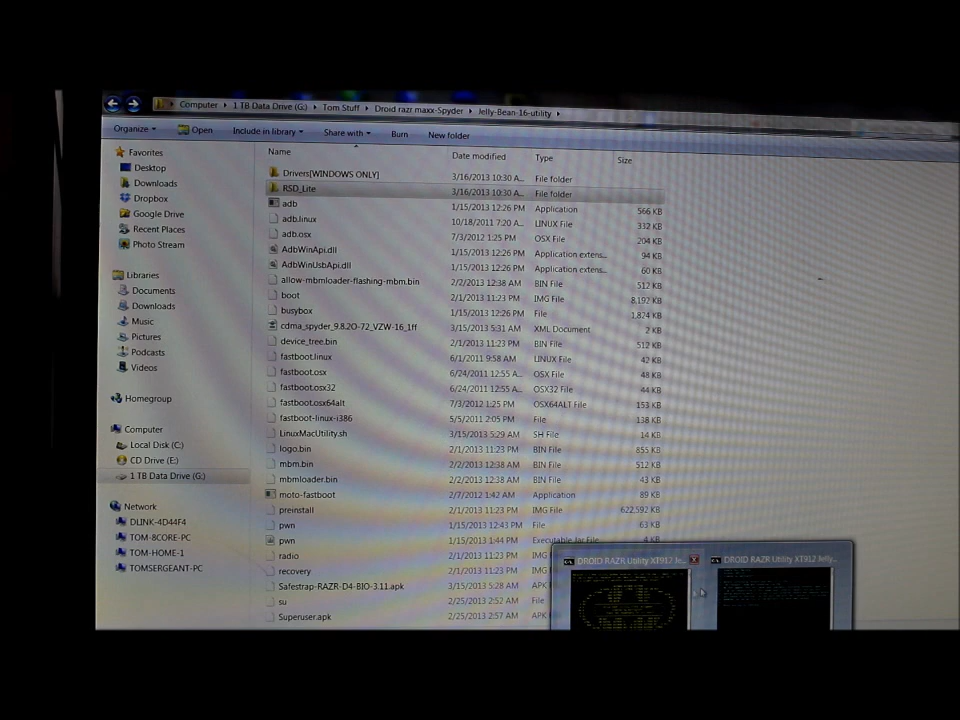 Computer ▸ 1 TB Data Drive (G:) ▸ Tom Stuff ▸ Droid razr maxx-Spyder ▸ Jelly-Bean-16-utility ▸
Organize Open Include in library Share with Burn New folder
Name Date modified Type Size
Favorites
Desktop
Downloads
Dropbox
Google Drive
Recent Places
Photo Stream
Libraries
Documents
Downloads
Music
Pictures
Podcasts
Videos
Homegroup
Computer
Local Disk (C:)
CD Drive (E:)
1 TB Data Drive (G:)
Network
DLINK-4D44F4
TOM-8CORE-PC
TOM-HOME-1
TOMSERGEANT-PC
Drivers[WINDOWS ONLY] 3/16/2013 10:30 A... File folder
RSD_Lite 3/16/2013 10:30 A... File folder
adb 1/15/2013 12:26 PM Application 566 KB
adb.linux 10/18/2011 7:20 A... LINUX File 332 KB
adb.osx 7/3/2012 1:25 PM OSX File 204 KB
AdbWinApi.dll 1/15/2013 12:26 PM Application extens... 94 KB
AdbWinUsbApi.dll 1/15/2013 12:26 PM Application extens... 60 KB
allow-mbmloader-flashing-mbm.bin 2/2/2013 12:38 AM BIN File 512 KB
boot 2/1/2013 11:23 PM IMG File 8,192 KB
busybox 1/15/2013 12:26 PM File 1,824 KB
cdma_spyder_9.8.2O-72_VZW-16_1ff 3/15/2013 5:31 AM XML Document 2 KB
device_tree.bin 2/1/2013 11:23 PM BIN File 512 KB
fastboot.linux 6/1/2011 9:58 AM LINUX File 42 KB
fastboot.osx 6/24/2011 12:55 A... OSX File 48 KB
fastboot.osx32 6/24/2011 12:55 A... OSX32 File 44 KB
fastboot.osx64alt 7/3/2012 1:25 PM OSX64ALT File 153 KB
fastboot-linux-i386 5/5/2011 2:05 PM File 138 KB
LinuxMacUtility.sh 3/15/2013 5:29 AM SH File 14 KB
logo.bin 2/1/2013 11:23 PM BIN File 855 KB
mbm.bin 2/2/2013 12:38 AM BIN File 512 KB
mbmloader.bin 2/2/2013 12:38 AM BIN File 43 KB
moto-fastboot 2/7/2012 1:42 AM Application 89 KB
preinstall 2/1/2013 11:23 PM IMG File 622,592 KB
pwn 1/15/2013 12:43 PM File 63 KB
pwn 1/15/2013 1:44 PM Executable Jar File 4 KB
radio 2/1/2013 11:23 PM IMG
recovery 2/1/2013 11:23 PM IMG
Safestrap-RAZR-D4-BIO-3.11.apk 3/15/2013 5:28 AM APK
su 2/25/2013 2:52 AM File
Superuser.apk 2/25/2013 2:57 AM APK
DROID RAZR Utility XT912 Je... DROID RAZR Utility XT912 Jelly...